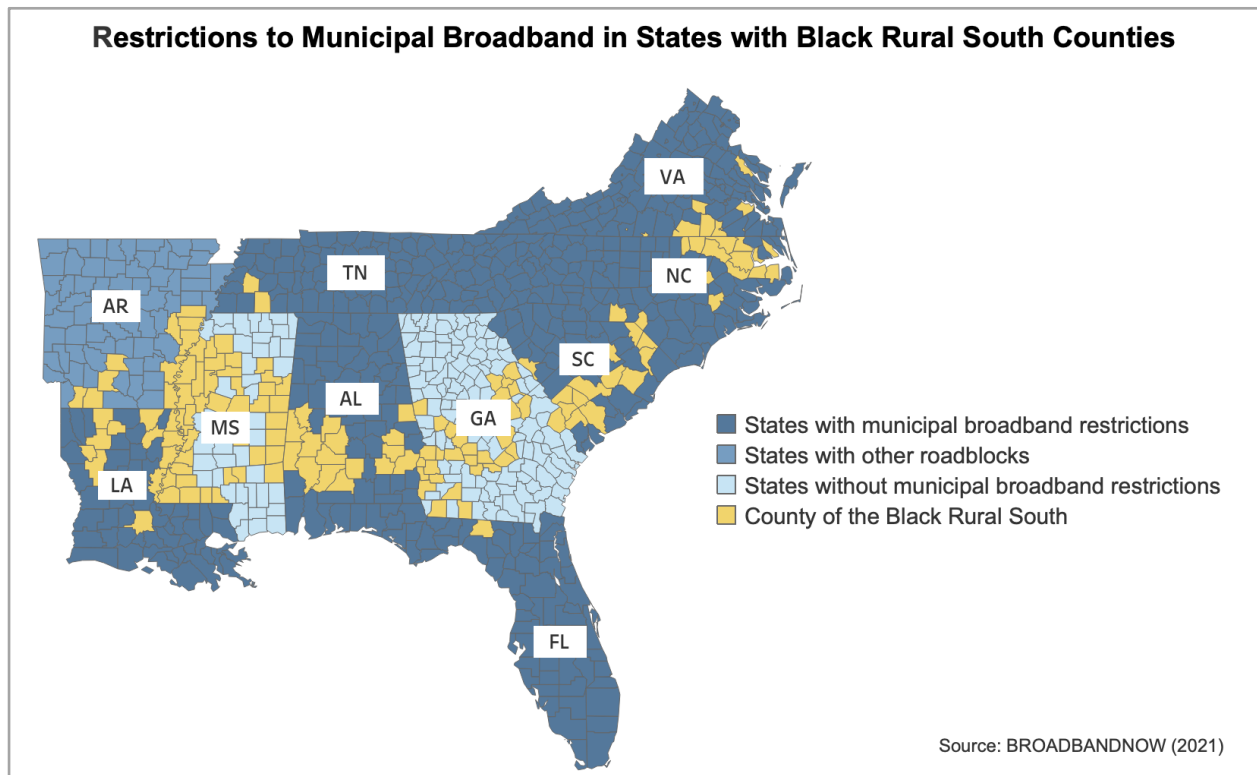 Restrictions to Municipal Broadband in States with Black Rural South Counties
VA
TN
NC
AR
SC
AL
GA
MS
LA
FL
States with municipal broadband restrictions
States with other roadblocks
States without municipal broadband restrictions
County of the Black Rural South
Source: BROADBANDNOW (2021)